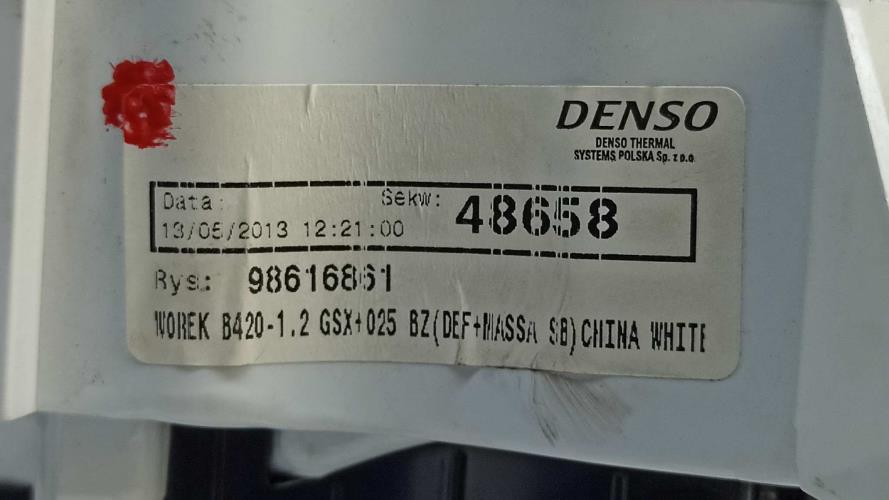 DENSO
DENSO THERMAL
SYSTEMS POLSKA Sp. z o.o.
Data: Sekw: 48658
13/05/2013 12:21:00
Rys: 98616861
WOREK B420-1.2 GSX+025 BZ(DEF+MASSA SB)CHINA WHITE